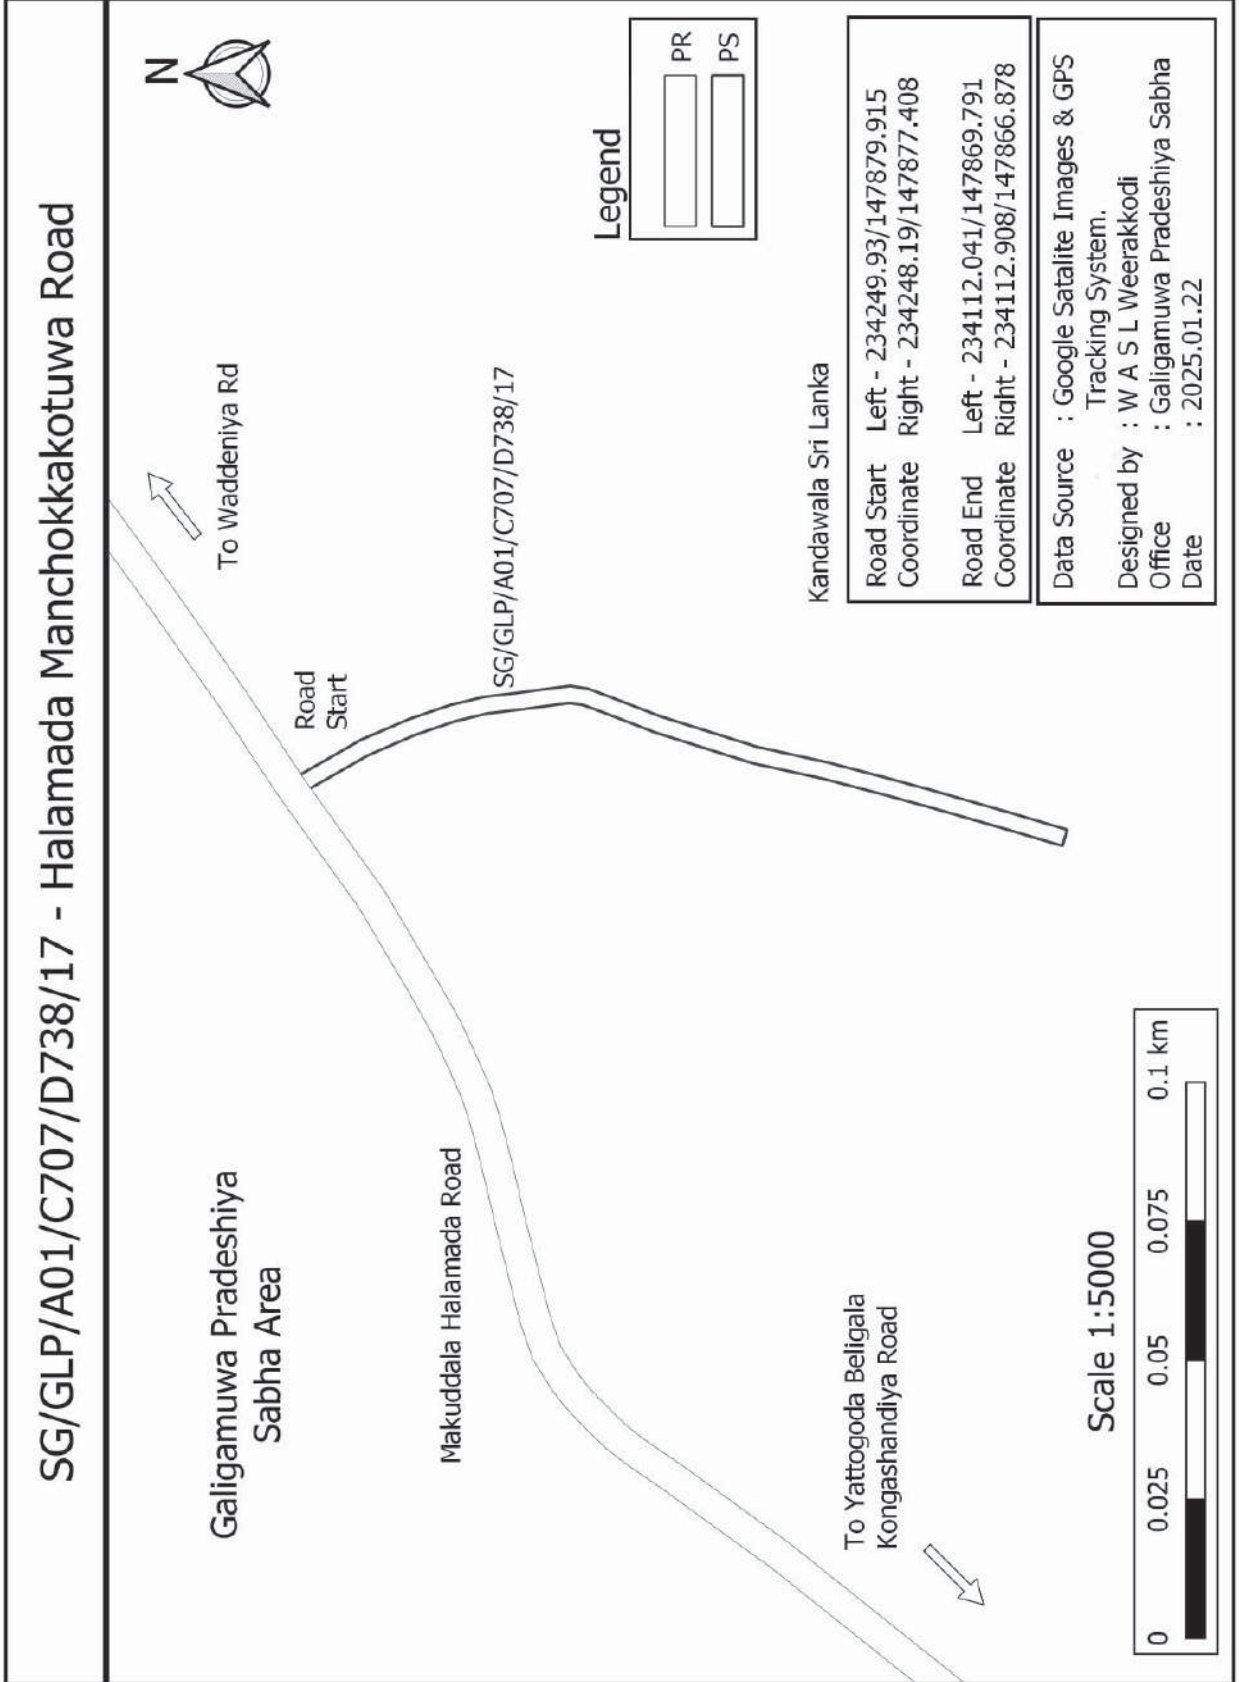 SG/GLP/A01/C707/D738/17 - Halamada Manchokkakotuwa Road
N
Galigamuwa Pradeshiya
Sabha Area
To Waddeniya Rd
Road
Start
Makuddala Halamada Road
SG/GLP/A01/C707/D738/17
Legend
PR
PS
To Yattogoda Beligala
Kongashandiya Road
Kandawala Sri Lanka
Road Start Left - 234249.93/147879.915
Coordinate Right - 234248.19/147877.408
Road End Left - 234112.041/147869.791
Coordinate Right - 234112.908/147866.878
Data Source : Google Satalite Images & GPS
Tracking System.
Designed by : W A S L Weerakkodi
Office : Galigamuwa Pradeshiya Sabha
Date : 2025.01.22
Scale 1:5000
0 0.025 0.05 0.075 0.1 km